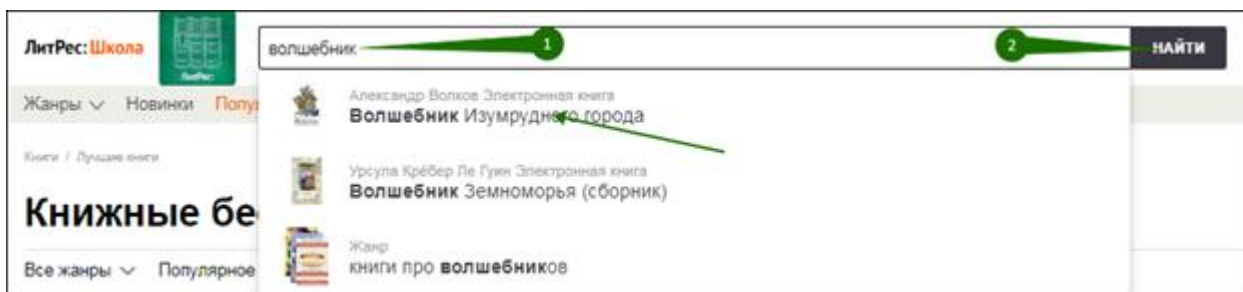 ЛитРес: Школа
волшебник
1
2
НАЙТИ
Жанры Новинки Попу
Александр Волков Электронная книга
Волшебник Изумрудного города
Книги / Лучшие книги
Урсула Крёбер Ле Гуин Электронная книга
Волшебник Земноморья (сборник)
Книжные бе
Жанр
книги про волшебников
Все жанры Популярное